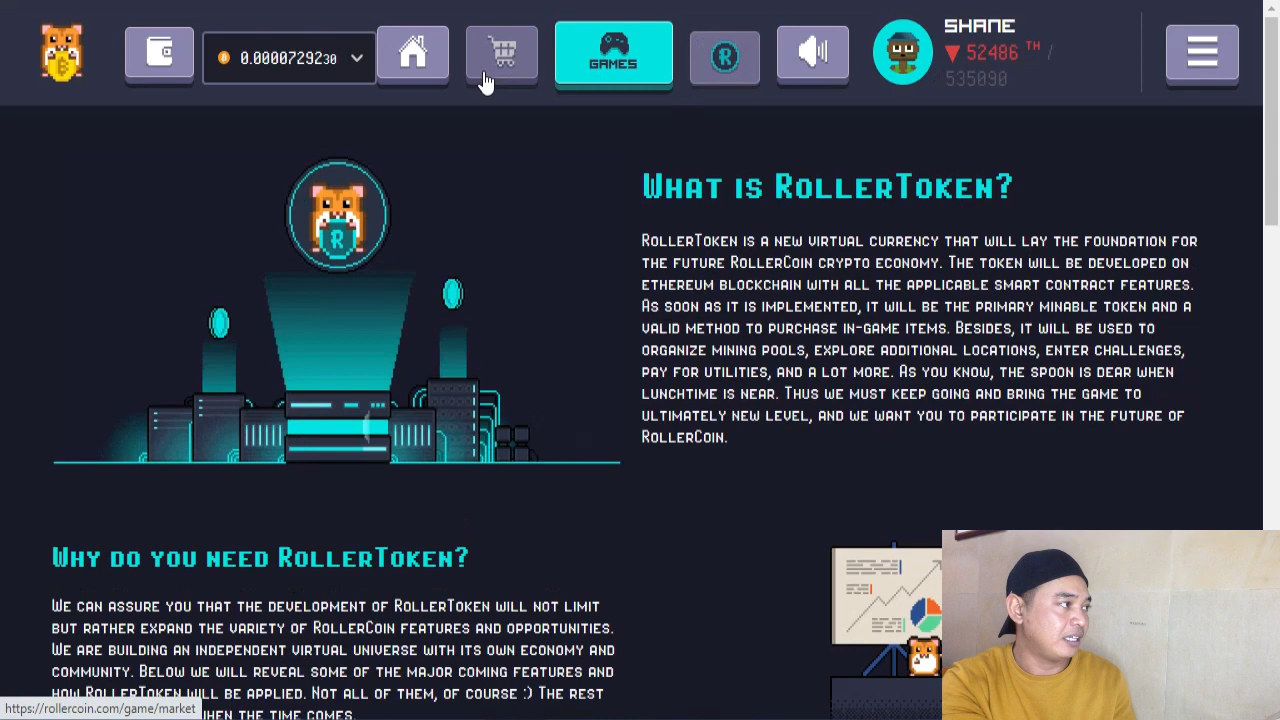 0.0000729230
GAMES
SHANE
52486 TH /
535090
What is RollerToken?
RollerToken is a new virtual currency that will lay the foundation for
the future RollerCoin crypto economy. The token will be developed on
Ethereum blockchain with all the applicable smart contract features.
As soon as it is implemented, it will be the primary minable token and a
valid method to purchase in-game items. Besides, it will be used to
organize mining pools, explore additional locations, enter challenges,
pay for utilities, and a lot more. As you know, the spoon is dear when
lunchtime is near. Thus we must keep going and bring the game to
ultimately new level, and we want you to participate in the future of
RollerCoin.
Why do you need RollerToken?
We can assure you that the development of RollerToken will not limit
but rather expand the variety of RollerCoin features and opportunities.
We are building an independent virtual universe with its own economy and
community. Below we will reveal some of the major coming features and
how RollerToken will be applied. Not all of them, of course :) The rest
when the time comes.
https://rollercoin.com/game/market